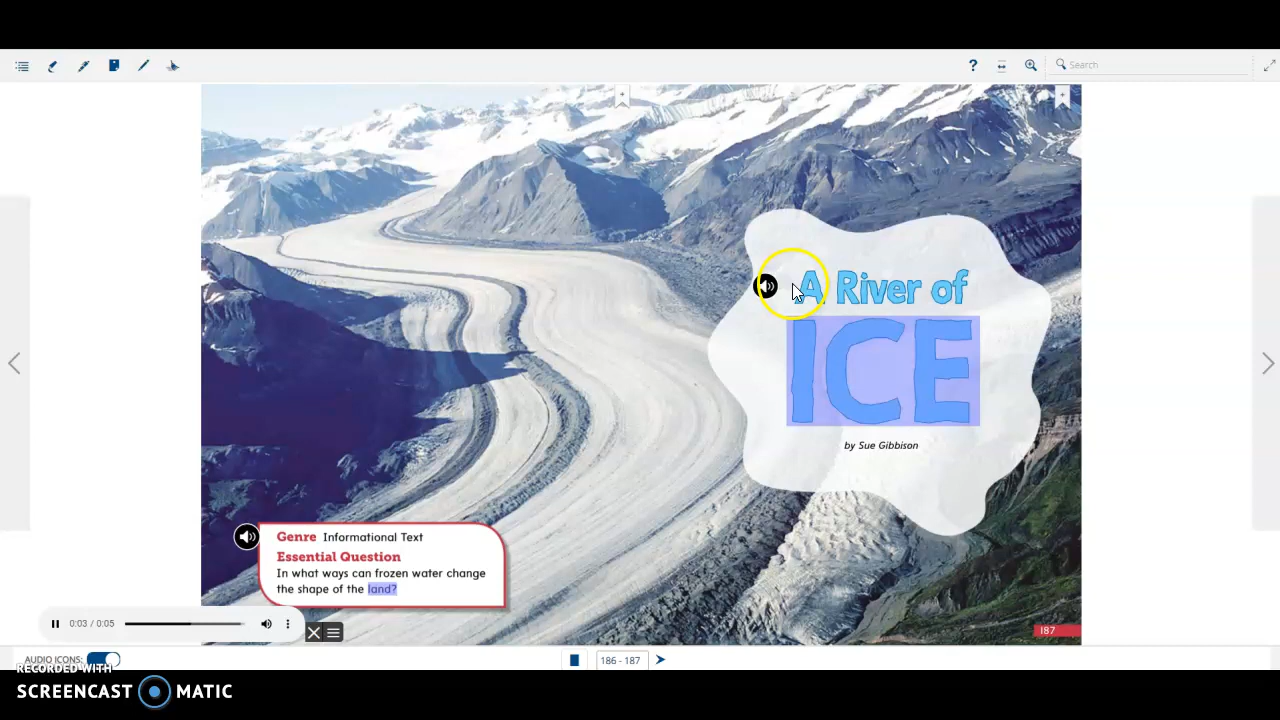 Search
A River of
ICE
by Sue Gibbison
Genre Informational Text
Essential Question
In what ways can frozen water change
the shape of the land?
0:03 / 0:05
187
AUDIO ICONS:
186 - 187
RECORDED WITH
SCREENCAST MATIC